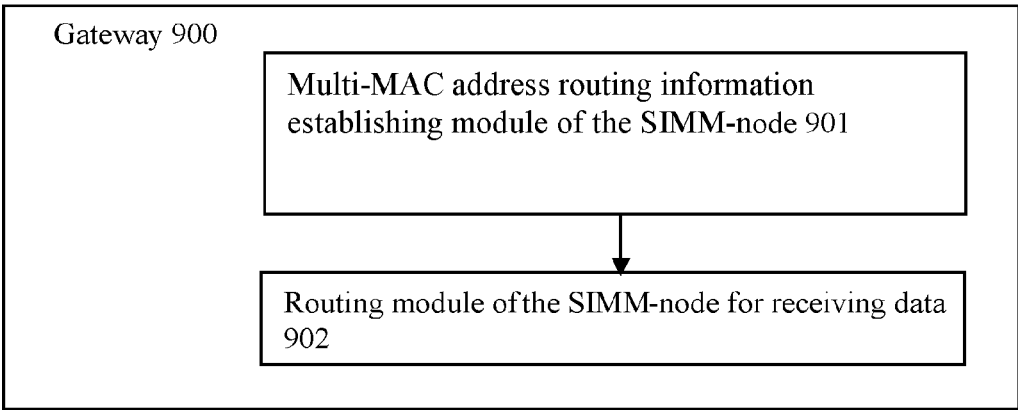 Gateway 900
Multi-MAC address routing information
establishing module of the SIMM-node 901
Routing module of the SIMM-node for receiving data
902